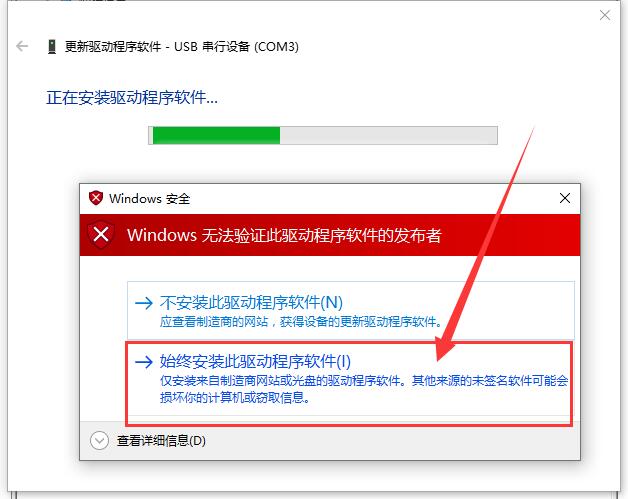 更新驱动程序软件 - USB 串行设备 (COM3)
正在安装驱动程序软件...
Windows 安全
Windows 无法验证此驱动程序软件的发布者
不安装此驱动程序软件(N)
应查看制造商的网站，获得设备的更新驱动程序软件。
始终安装此驱动程序软件(I)
仅安装来自制造商网站或光盘的驱动程序软件。其他来源的未签名软件可能会
损坏你的计算机或窃取信息。
查看详细信息(D)